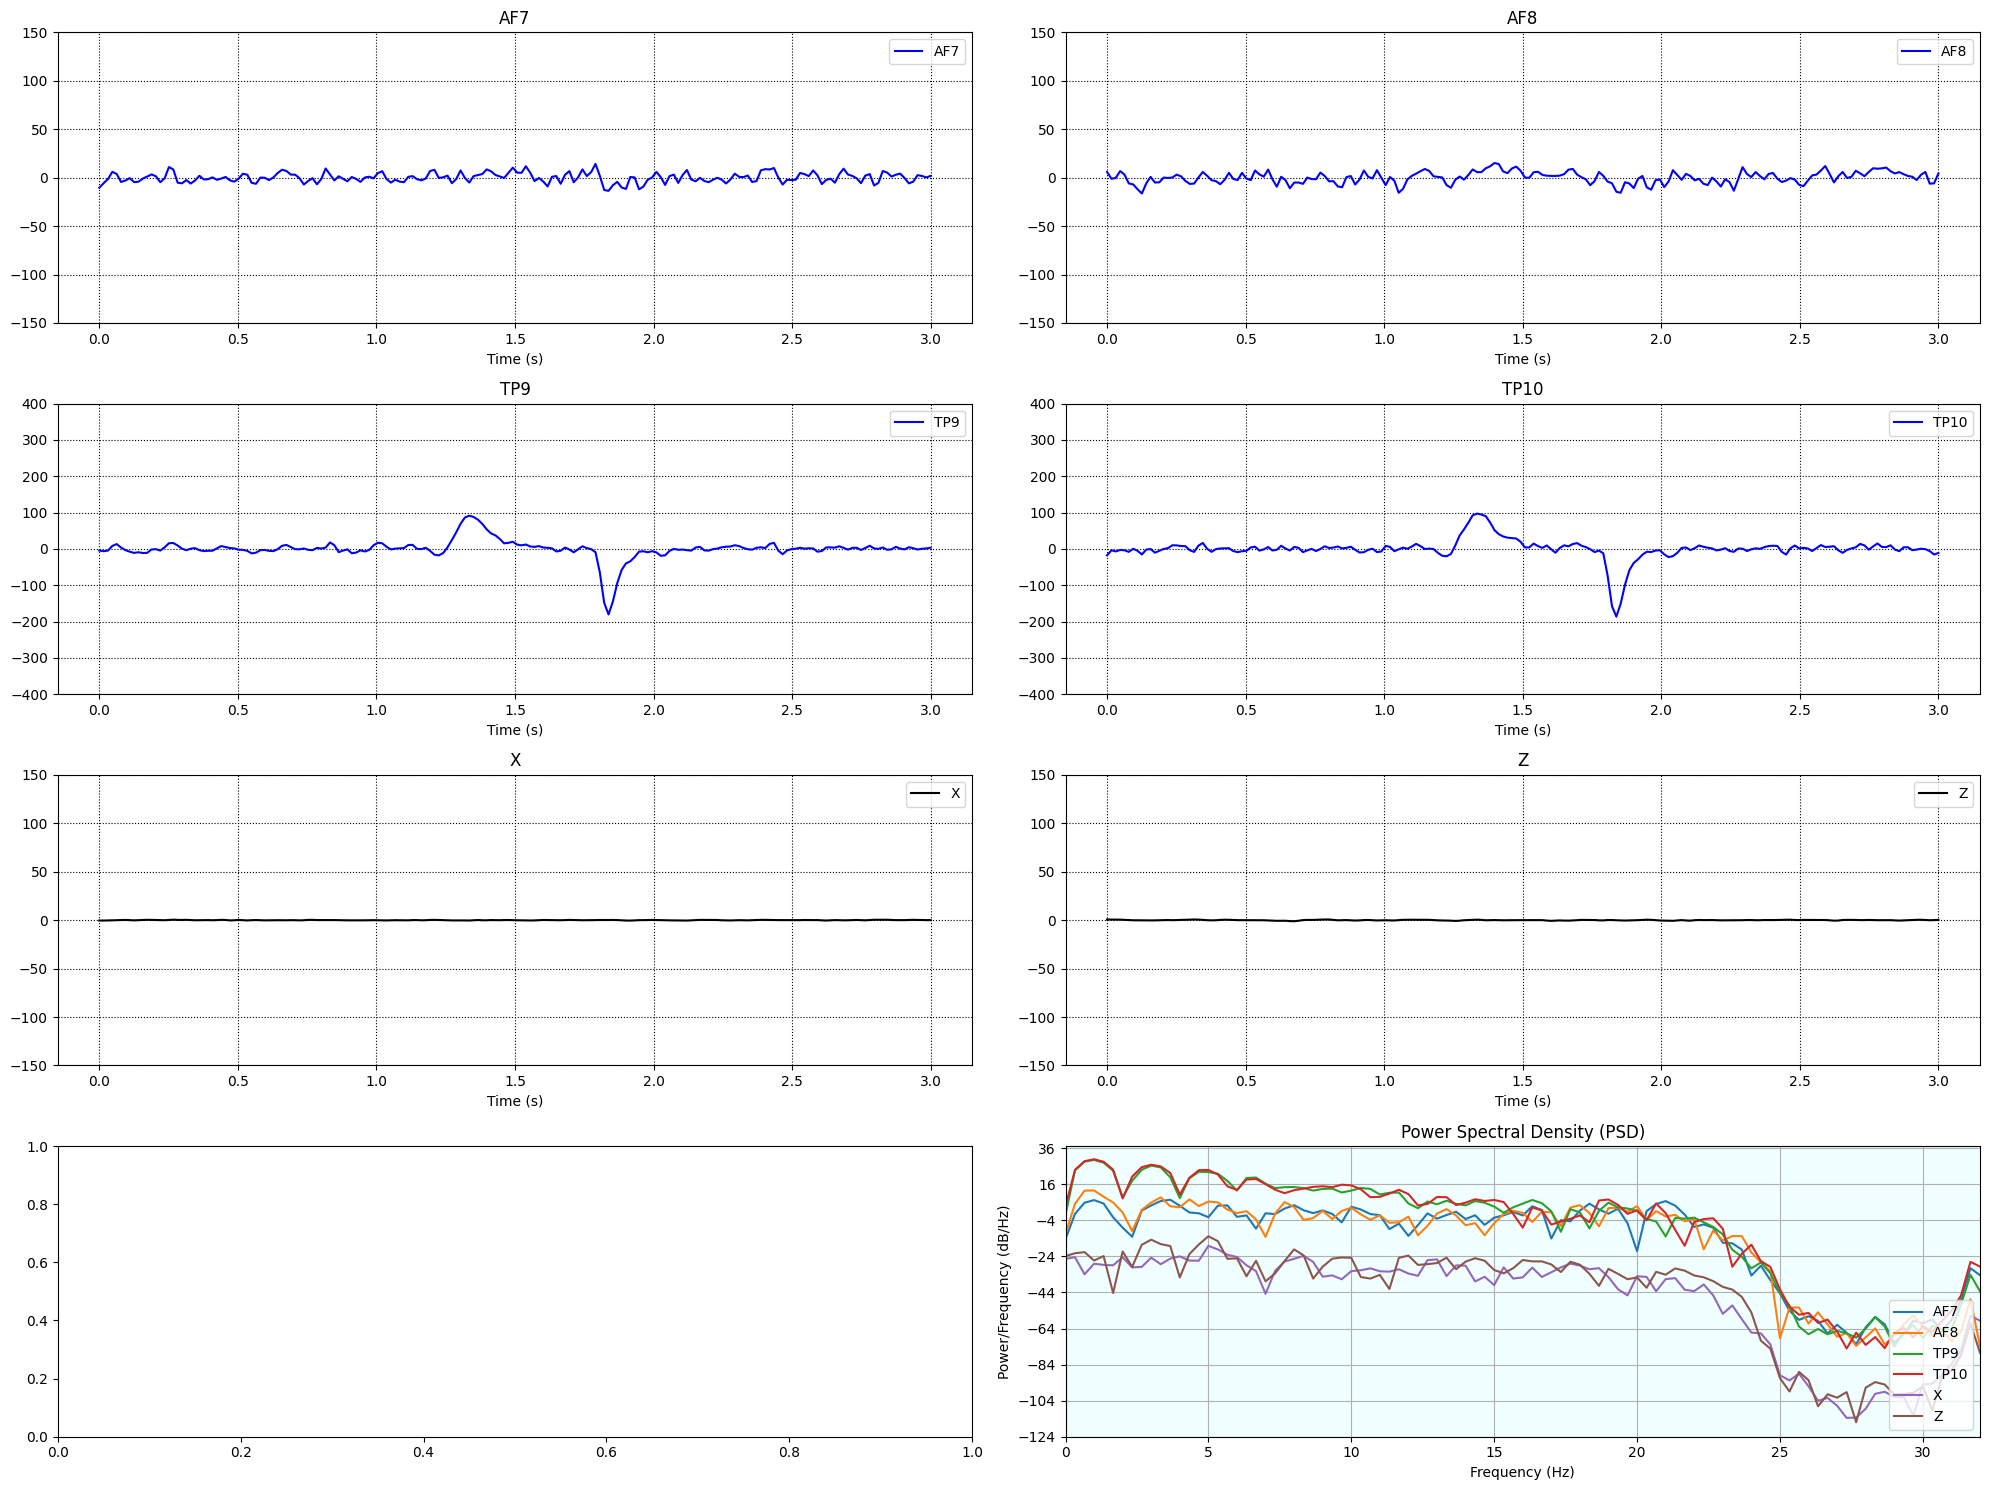 AF7
AF8
150
100
50
0
−50
−100
−150
AF7
0.0 0.5 1.0 1.5 2.0 2.5 3.0
Time (s)
150
100
50
0
−50
−100
−150
AF8
0.0 0.5 1.0 1.5 2.0 2.5 3.0
Time (s)
TP9
TP10
400
300
200
100
0
−100
−200
−300
−400
TP9
0.0 0.5 1.0 1.5 2.0 2.5 3.0
Time (s)
400
300
200
100
0
−100
−200
−300
−400
TP10
0.0 0.5 1.0 1.5 2.0 2.5 3.0
Time (s)
X
Z
150
100
50
0
−50
−100
−150
X
0.0 0.5 1.0 1.5 2.0 2.5 3.0
Time (s)
150
100
50
0
−50
−100
−150
Z
0.0 0.5 1.0 1.5 2.0 2.5 3.0
Time (s)
1.0
0.8
0.6
0.4
0.2
0.0
0.0 0.2 0.4 0.6 0.8 1.0
Power Spectral Density (PSD)
Power/Frequency (dB/Hz)
36
16
−4
−24
−44
−64
−84
−104
−124
AF7
AF8
TP9
TP10
X
Z
0 5 10 15 20 25 30
Frequency (Hz)